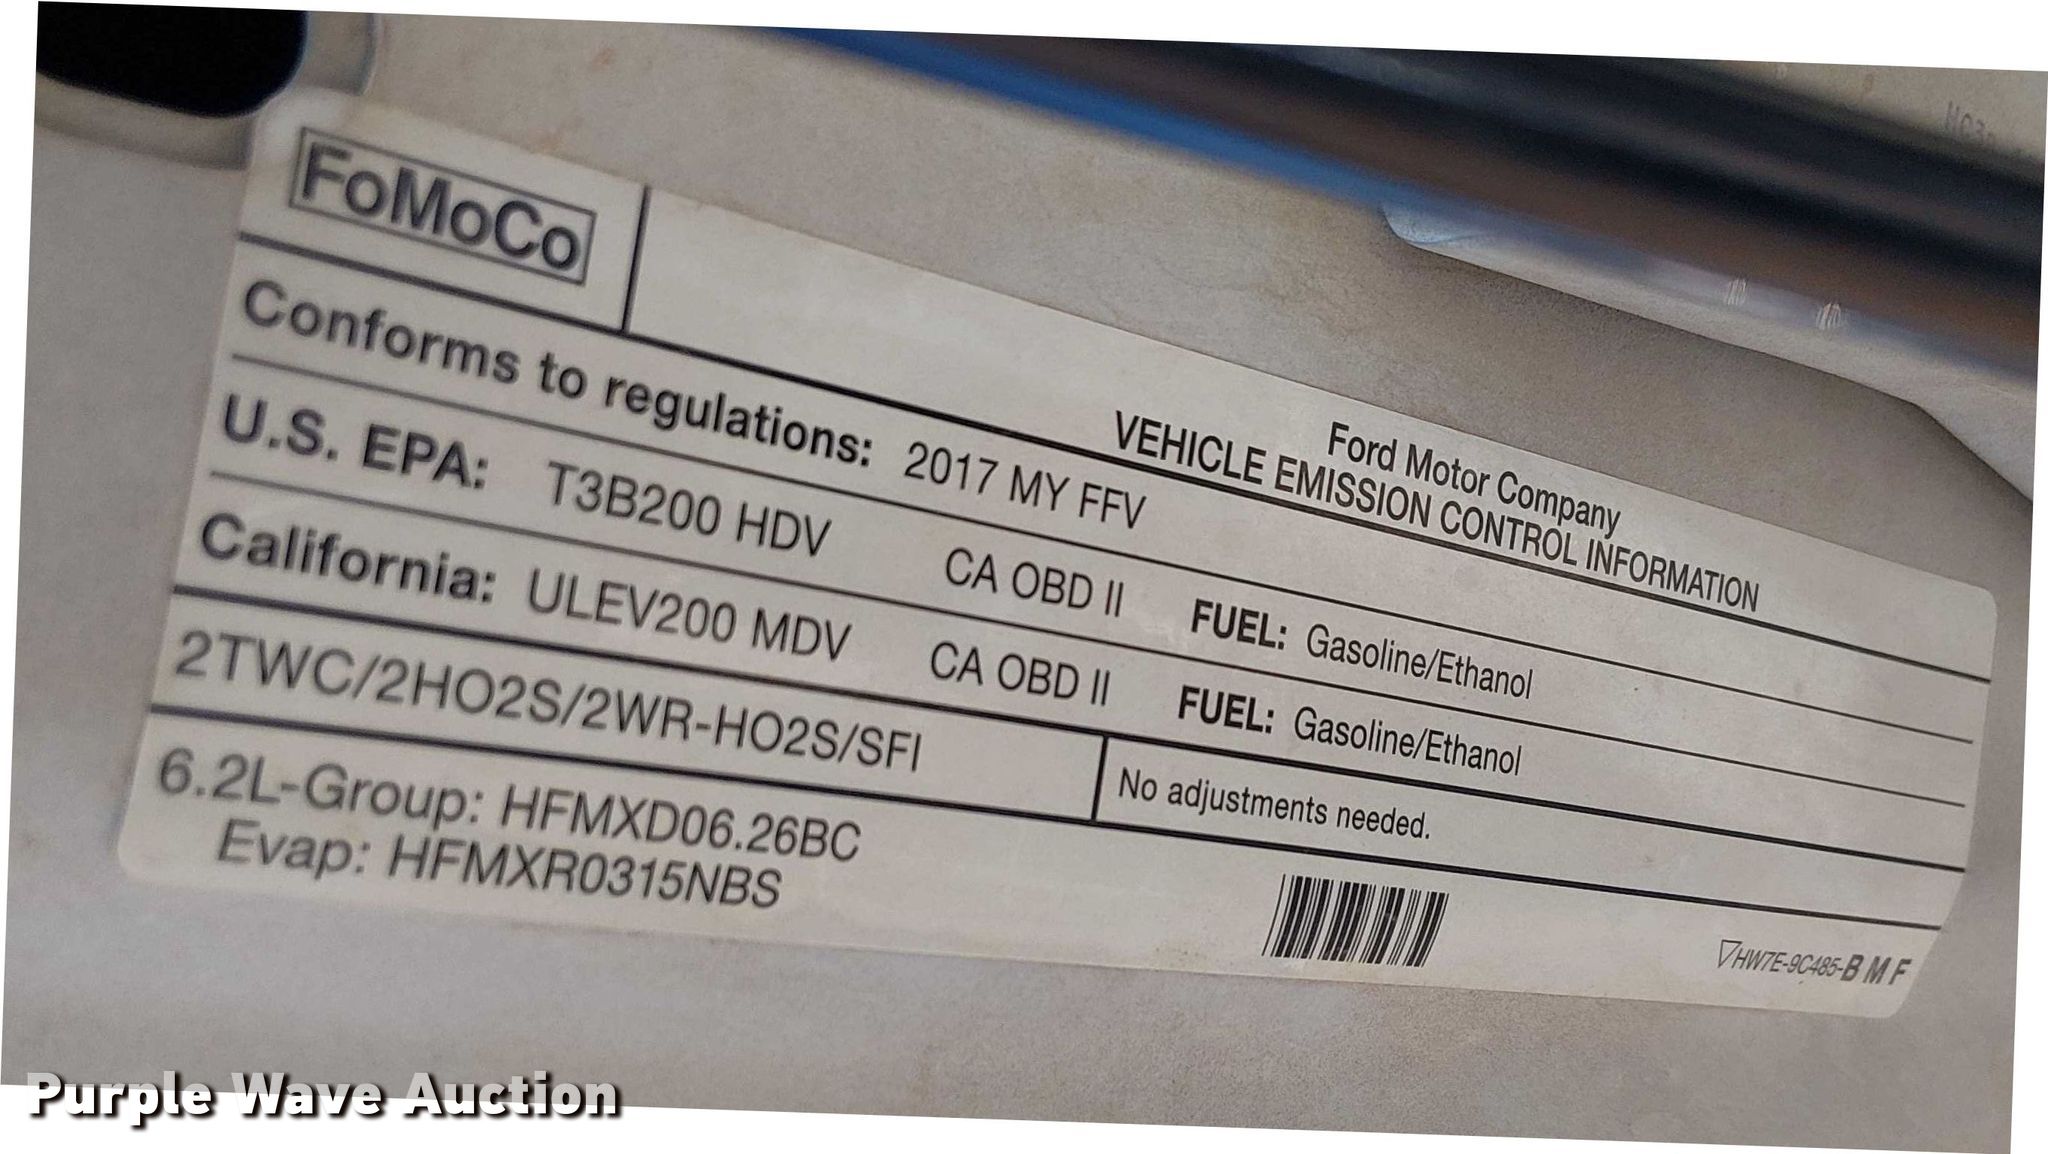 FoMoCo
Ford Motor Company
VEHICLE EMISSION CONTROL INFORMATION
Conforms to regulations: 2017 MY FFV
U.S. EPA: T3B200 HDV CA OBD II FUEL: Gasoline/Ethanol
California: ULEV200 MDV CA OBD II FUEL: Gasoline/Ethanol
2TWC/2HO2S/2WR-HO2S/SFI No adjustments needed.
6.2L-Group: HFMXD06.26BC
Evap: HFMXR0315NBS
HW7E-9C485-B M F
Purple Wave Auction